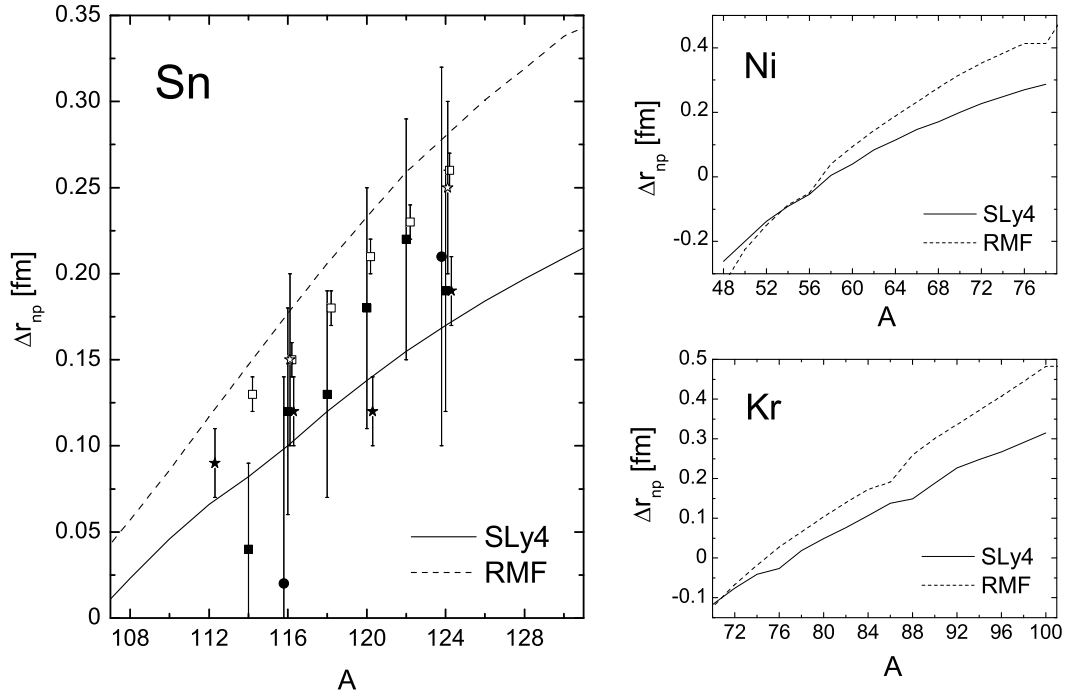 Sn
0.35
0.30
0.25
0.20
0.15
0.10
0.05
0
Δr_np [fm]
108 112 116 120 124 128
A
SLy4
RMF
Ni
0.4
0.2
0
-0.2
Δr_np [fm]
48 52 56 60 64 68 72 76
A
SLy4
RMF
Kr
0.5
0.4
0.3
0.2
0.1
0
-0.1
Δr_np [fm]
72 76 80 84 88 92 96 100
A
SLy4
RMF